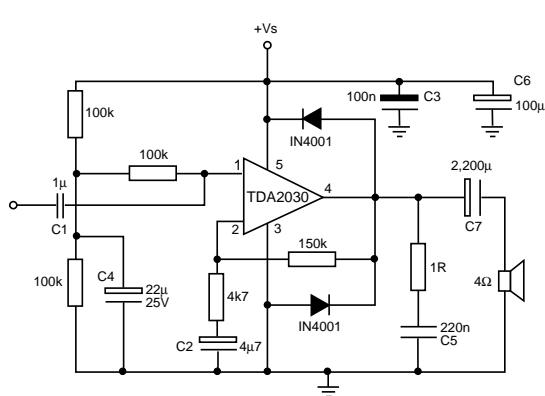 +Vs
C6
100n
C3
100µ
100k
IN4001
100k
1
5
2,200µ
1µ
TDA2030
4
C1
2
3
C7
150k
100k
C4
22µ
25V
4k7
1R
4Ω
IN4001
C2
4µ7
220n
C5